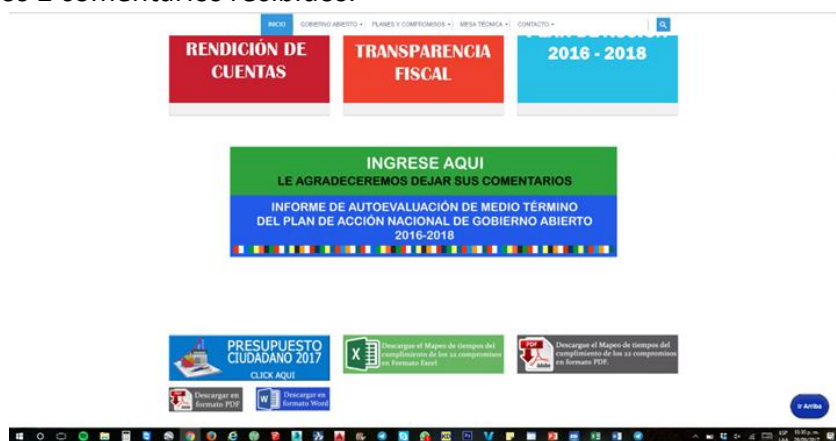 INICIO GOBIERNO ABIERTO PLANES Y COMPROMISOS MESA TÉCNICA CONTACTO
RENDICIÓN DE
CUENTAS
TRANSPARENCIA
FISCAL
2016 - 2018
INGRESE AQUI
LE AGRADECEREMOS DEJAR SUS COMENTARIOS
INFORME DE AUTOEVALUACIÓN DE MEDIO TÉRMINO
DEL PLAN DE ACCIÓN NACIONAL DE GOBIERNO ABIERTO
2016-2018
PRESUPUESTO
CIUDADANO 2017
CLICK AQUI
Descargue el Mapeo de tiempos del
cumplimiento de los 22 compromisos
en Formato Excel
PDF
Adobe
Descargue el Mapeo de tiempos del
cumplimiento de los 22 compromisos
en formato PDF.
Descargar en
formato PDF
Descargar en
formato Word
Ir Arriba
ESP